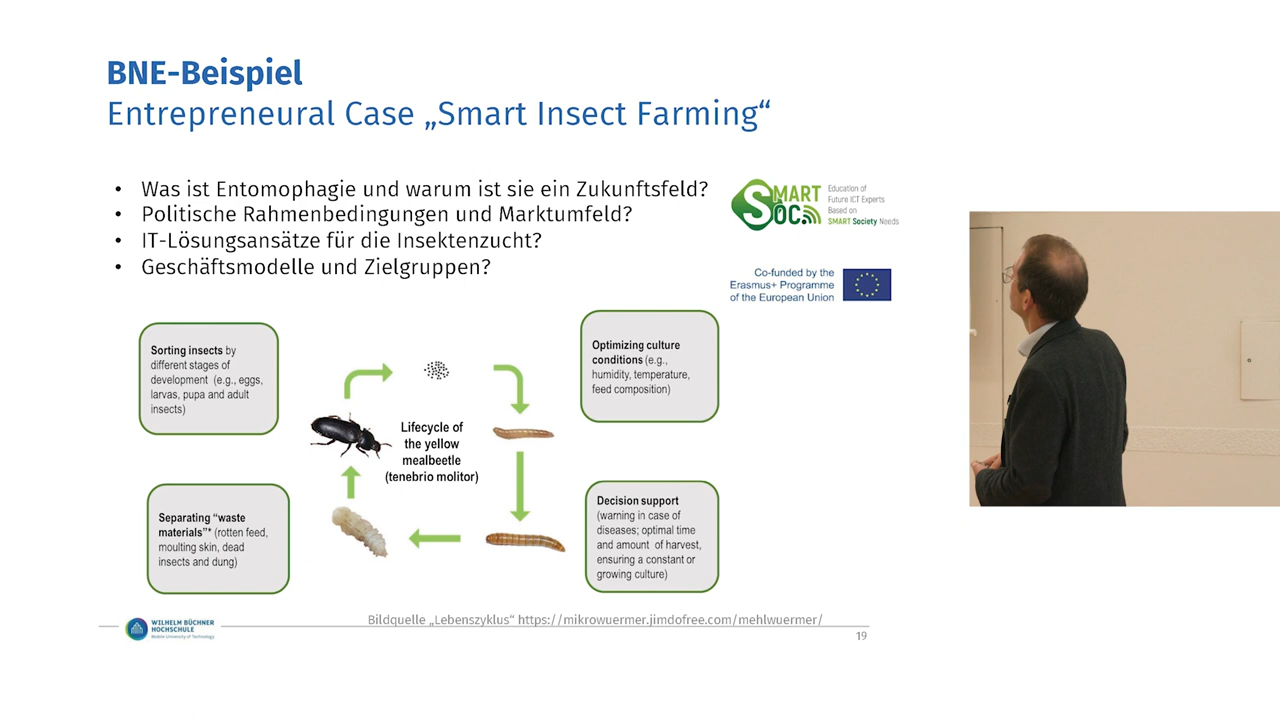 BNE-Beispiel
Entrepreneural Case „Smart Insect Farming“
• Was ist Entomophagie und warum ist sie ein Zukunftsfeld?
• Politische Rahmenbedingungen und Marktumfeld?
• IT-Lösungsansätze für die Insektenzucht?
• Geschäftsmodelle und Zielgruppen?
SMART
SOC.
Education of
Future ICT Experts
Based on
SMART Society Needs
Co-funded by the
Erasmus+ Programme
of the European Union
Sorting insects by
different stages of
development (e.g., eggs,
larvas, pupa and adult
insects)
Optimizing culture
conditions (e.g.,
humidity, temperature,
feed composition)
Lifecycle of
the yellow
mealbeetle
(tenebrio molitor)
Separating “waste
materials”* (rotten feed,
moulting skin, dead
insects and dung)
Decision support
(warning in case of
diseases; optimal time
and amount of harvest,
ensuring a constant or
growing culture)
Bildquelle „Lebenszyklus“ https://mikrowuermer.jimdofree.com/mehlwuermer/
WILHELM BÜCHNER
HOCHSCHULE
Mobile University of Technology
19